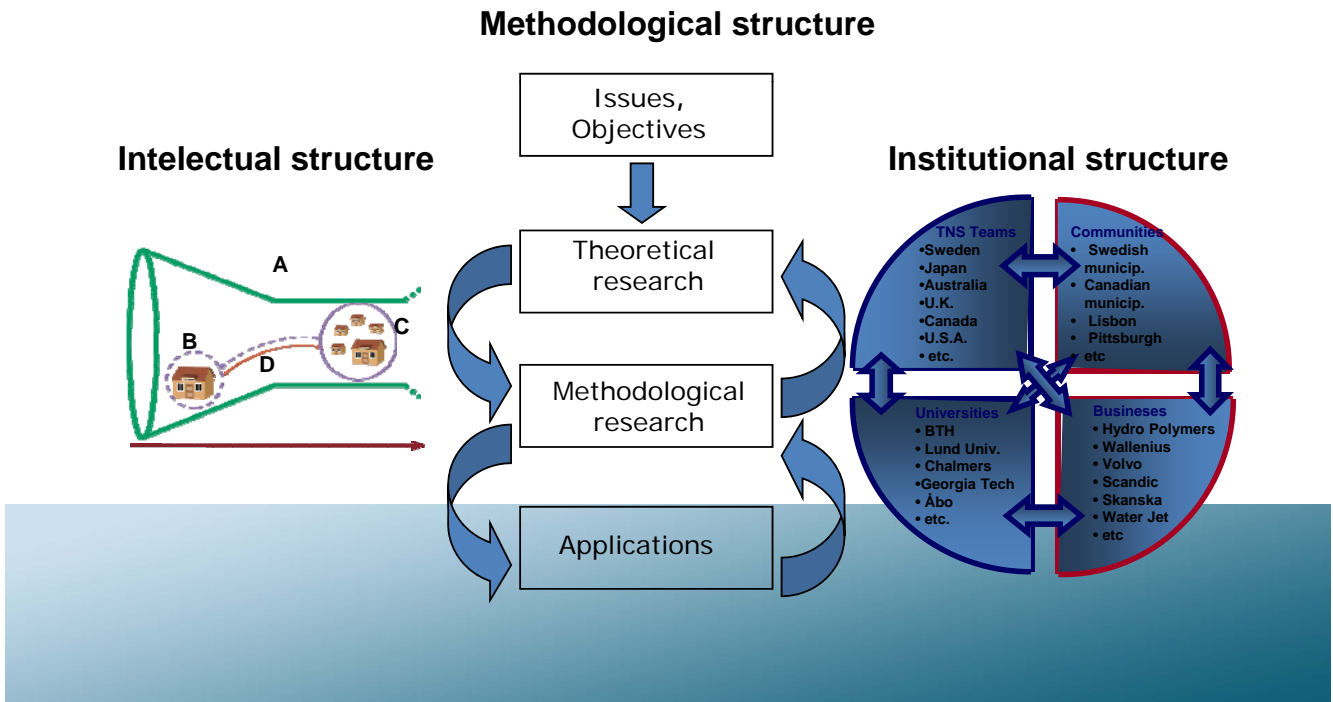 Methodological structure
Issues,
Objectives
Intelectual structure
Institutional structure
A
B
C
D
Theoretical
research
Methodological
research
Applications
TNS Teams
•Sweden
•Japan
•Australia
•U.K.
•Canada
•U.S.A.
• etc.
Communities
• Swedish
municip.
• Canadian
municip.
• Lisbon
• Pittsburgh
• etc
Universities
• BTH
• Lund Univ.
• Chalmers
•Georgia Tech
• Åbo
• etc.
Busineses
• Hydro Polymers
• Wallenius
• Volvo
• Scandic
• Skanska
• Water Jet
• etc